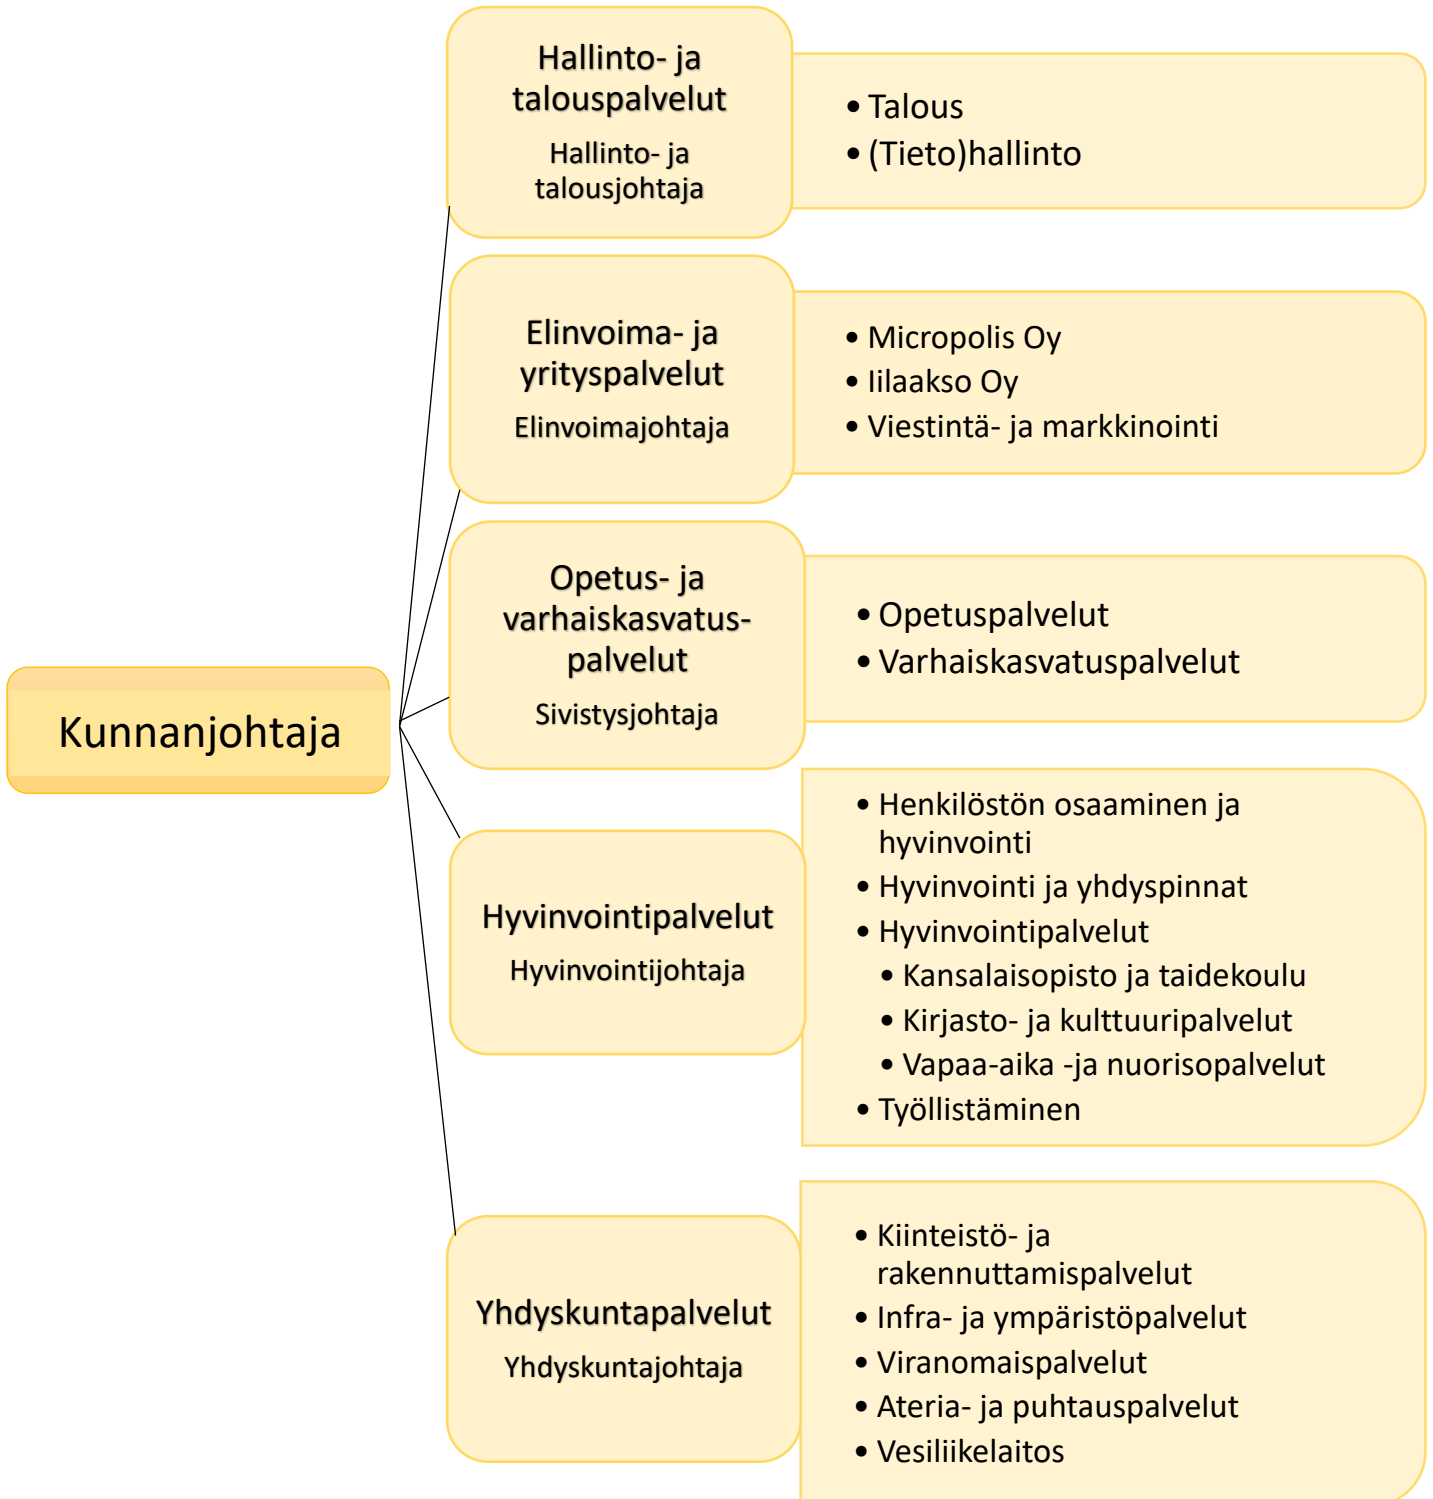 Hallinto- ja
talouspalvelut
Hallinto- ja
talousjohtaja
• Talous
• (Tieto)hallinto
Elinvoima- ja
yrityspalvelut
Elinvoimajohtaja
• Micropolis Oy
• Iilaakso Oy
• Viestintä- ja markkinointi
Opetus- ja
varhaiskasvatus-
palvelut
Sivistysjohtaja
• Opetuspalvelut
• Varhaiskasvatuspalvelut
Kunnanjohtaja
Hyvinvointipalvelut
Hyvinvointijohtaja
• Henkilöstön osaaminen ja
hyvinvointi
• Hyvinvointi ja yhdyspinnat
• Hyvinvointipalvelut
• Kansalaisopisto ja taidekoulu
• Kirjasto- ja kulttuuripalvelut
• Vapaa-aika -ja nuorisopalvelut
• Työllistäminen
Yhdyskuntapalvelut
Yhdyskuntajohtaja
• Kiinteistö- ja
rakennuttamispalvelut
• Infra- ja ympäristöpalvelut
• Viranomaispalvelut
• Ateria- ja puhtauspalvelut
• Vesiliikelaitos